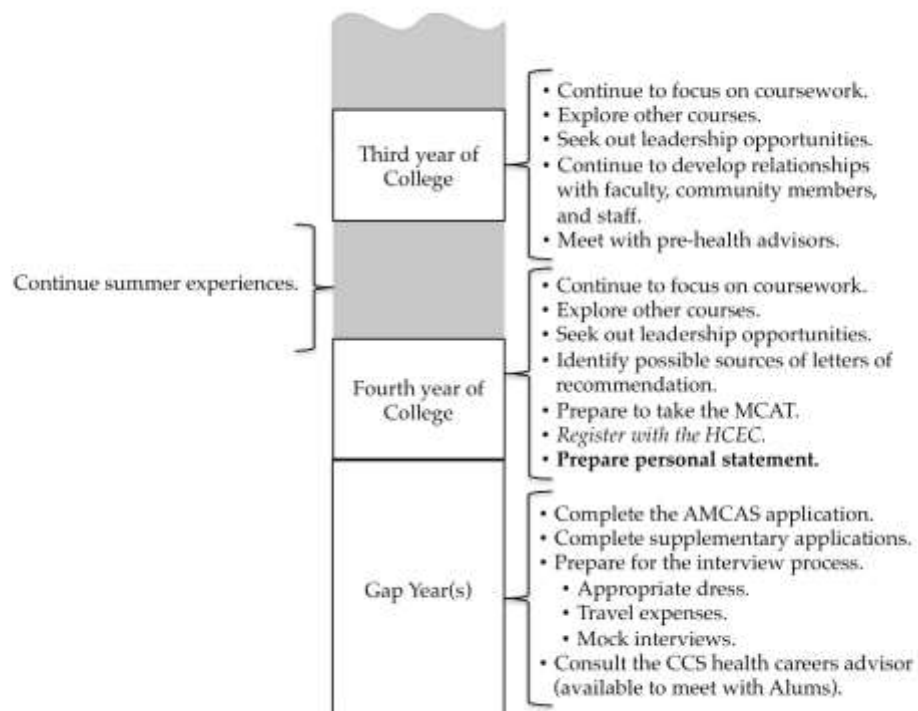 Third year of
College
• Continue to focus on coursework.
• Explore other courses.
• Seek out leadership opportunities.
• Continue to develop relationships
with faculty, community members,
and staff.
• Meet with pre-health advisors.
Continue summer experiences.
Fourth year of
College
• Continue to focus on coursework.
• Explore other courses.
• Seek out leadership opportunities.
• Identify possible sources of letters of
recommendation.
• Prepare to take the MCAT.
• Register with the HCEC.
• Prepare personal statement.
Gap Year(s)
• Complete the AMCAS application.
• Complete supplementary applications.
• Prepare for the interview process.
• Appropriate dress.
• Travel expenses.
• Mock interviews.
• Consult the CCS health careers advisor
(available to meet with Alums).